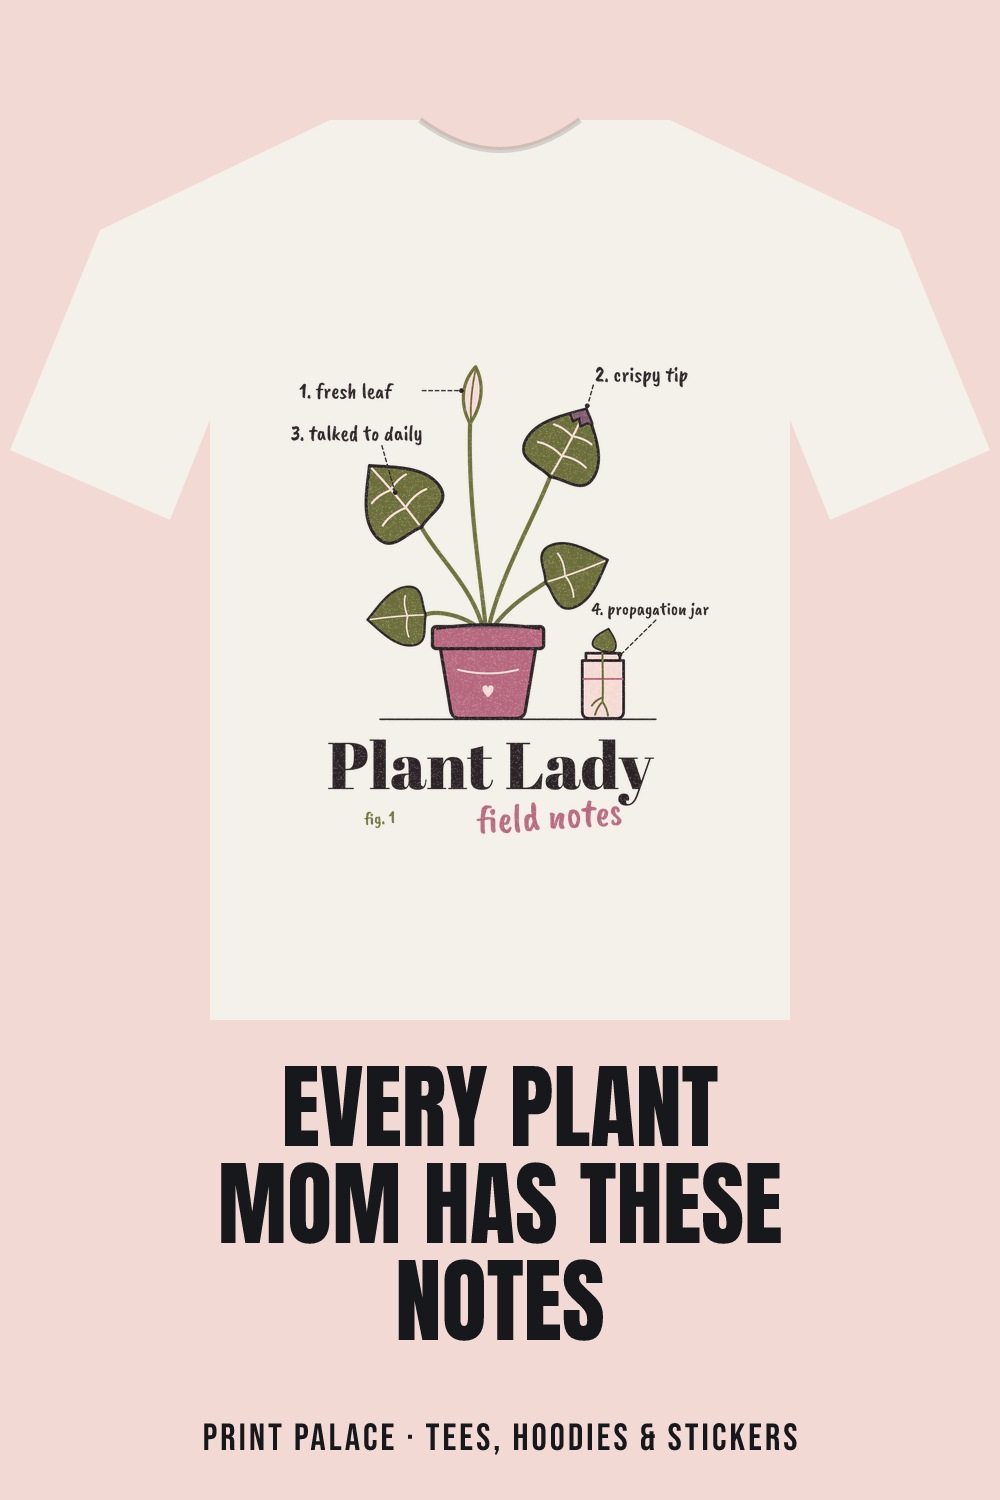 1. fresh leaf
2. crispy tip
3. talked to daily
4. propagation jar
Plant Lady
fig. 1
field notes
EVERY PLANT
MOM HAS THESE
NOTES
PRINT PALACE · TEES, HOODIES & STICKERS